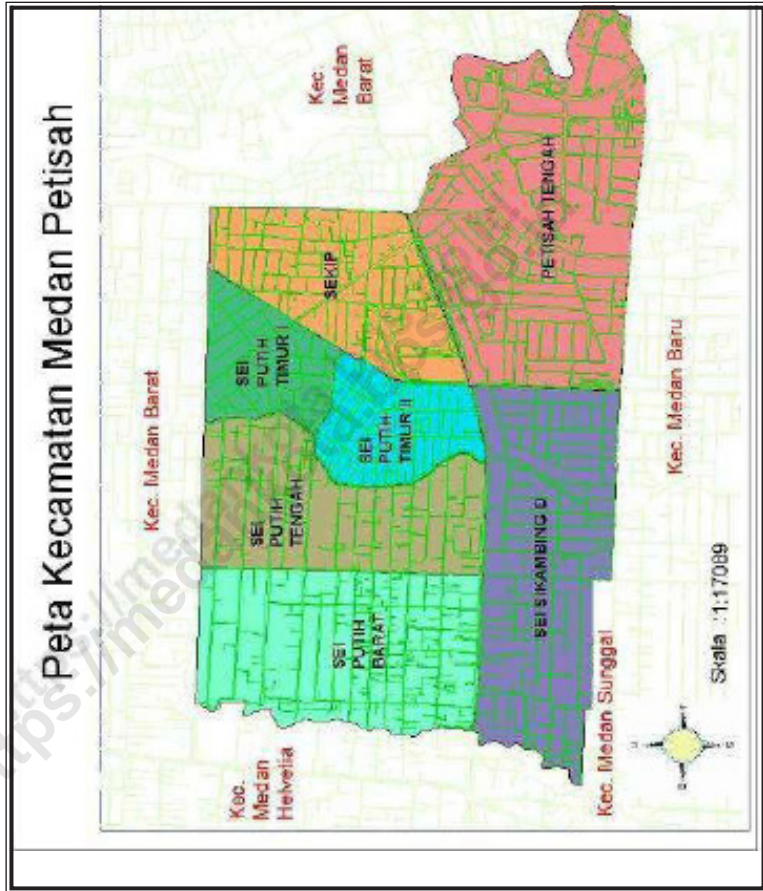 Peta Kecamatan Medan Petisah
Kec. Medan Barat
Kec.
Medan
Barat
Kec.
Medan
Helvetia
SEI
PUTIH
TIMUR I
SEKIP
SEI
PUTIH
TENGAH
SEI
PUTIH
TIMUR II
SEI
PUTIH
BARAT
PETISAH TENGAH
SEI SIKAMBING D
Kec. Medan Sunggal
Kec. Medan Baru
Skala : 1:17089